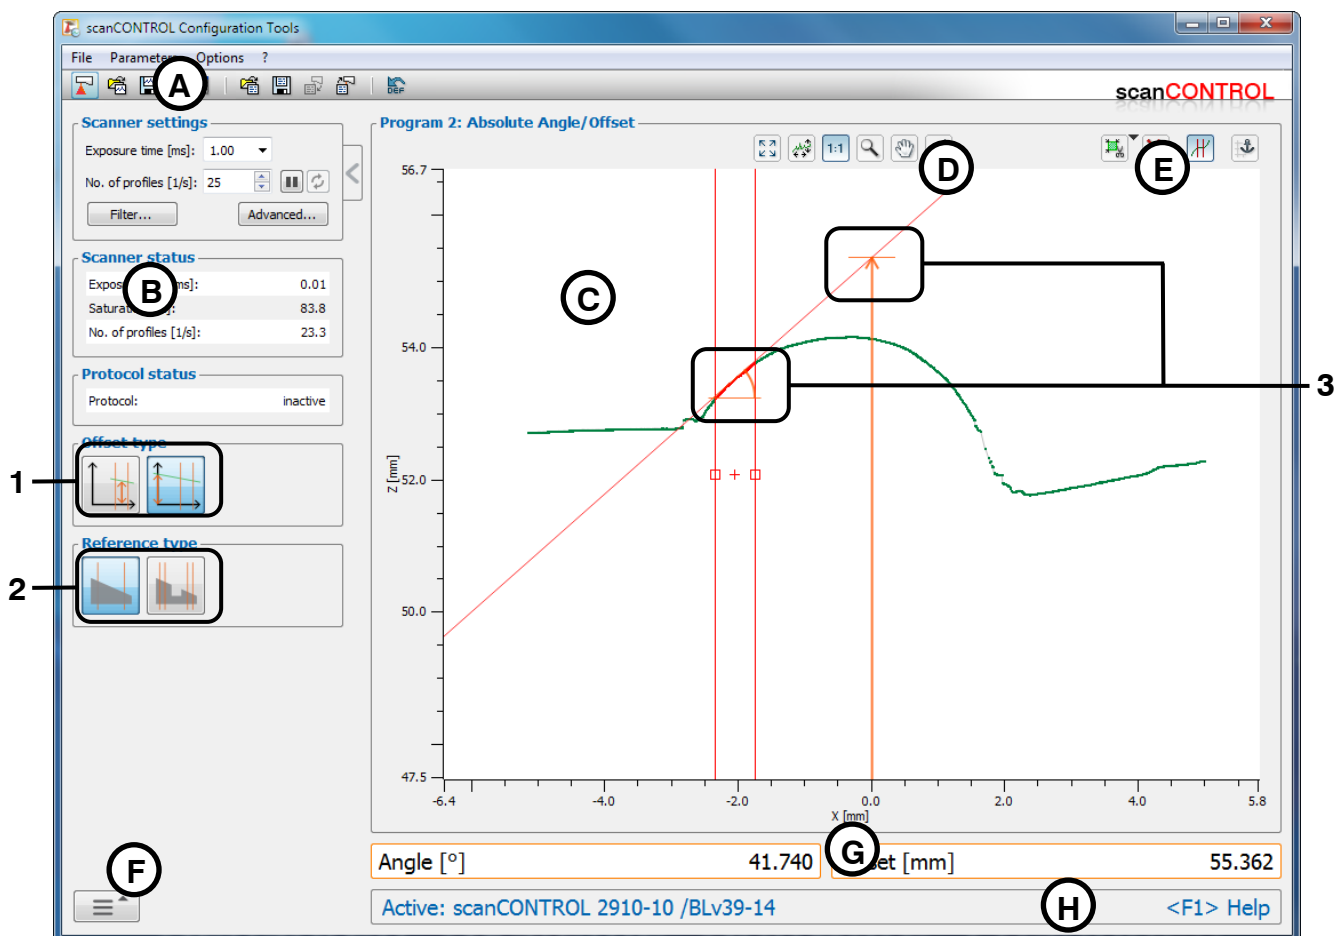 scanCONTROL Configuration Tools
File Parameter Options ?
A
scanCONTROL
Scanner settings
Exposure time [ms]: 1.00
No. of profiles [1/s]: 25
Filter... Advanced...
Scanner status
0.01
B
83.8
No. of profiles [1/s]: 23.3
Protocol status
Protocol: inactive
Offset type
1
Reference type
2
F
Program 2: Absolute Angle/Offset
1:1
D
E
C
3
56.7
54.0
52.0
50.0
47.5
Z [mm]
-6.4 -4.0 -2.0 0.0 2.0 4.0 5.8
X [mm]
Angle [°] 41.740
G
[mm] 55.362
Active: scanCONTROL 2910-10 /BLv39-14
H
<F1> Help